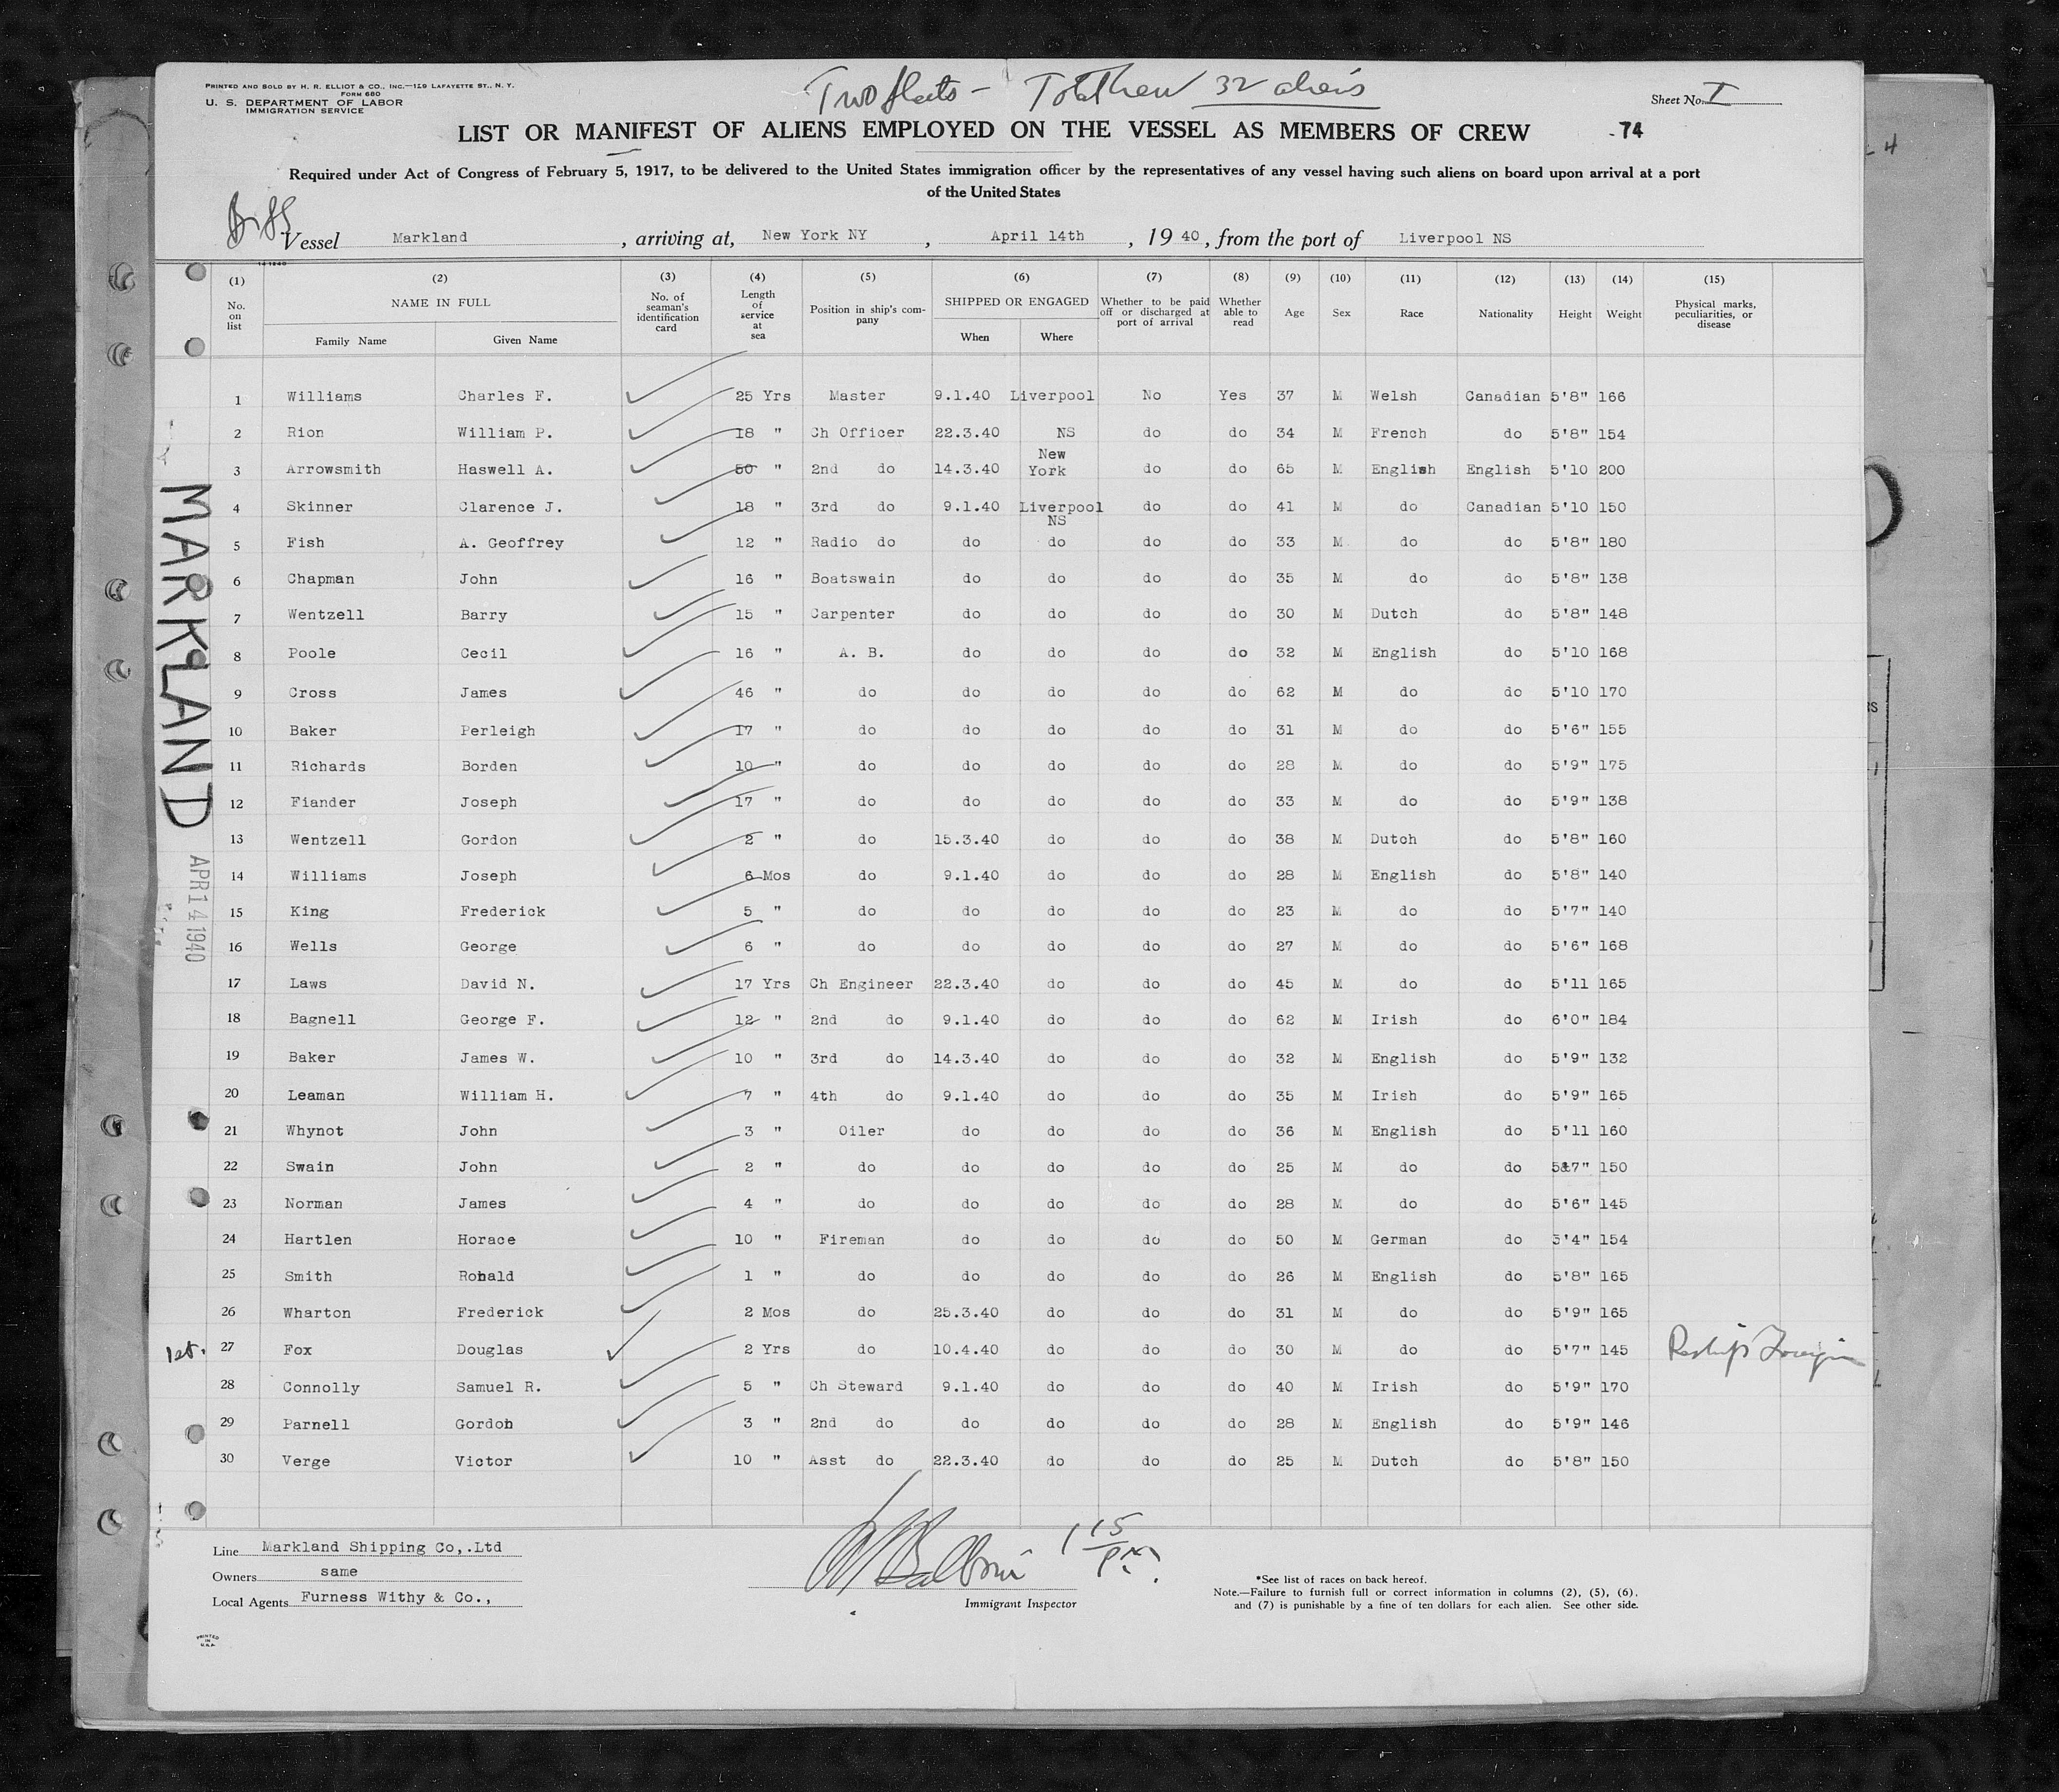 PRINTED AND SOLD BY H. R. ELLIOT & CO., INC.—129 LAFAYETTE ST., N. Y.
FORM 680
U. S. DEPARTMENT OF LABOR
IMMIGRATION SERVICE
Two sheets — Total crew 32 aliens
Sheet No. I
LIST OR MANIFEST OF ALIENS EMPLOYED ON THE VESSEL AS MEMBERS OF CREW
74
Required under Act of Congress of February 5, 1917, to be delivered to the United States immigration officer by the representatives of any vessel having such aliens on board upon arrival at a port
of the United States
Vessel Markland , arriving at, New York NY , April 14th , 19 40 , from the port of Liverpool NS
(1) (2) (3) (4) (5) (6) (7) (8) (9) (10) (11) (12) (13) (14) (15)
No. on list NAME IN FULL Family Name Given Name No. of seaman's identification card Length of service at sea Position in ship's company SHIPPED OR ENGAGED When Where Whether to be paid off or discharged at port of arrival Whether able to read Age Sex Race Nationality Height Weight Physical marks, peculiarities, or disease
1 Williams Charles F. 25 Yrs Master 9.1.40 Liverpool No Yes 37 M Welsh Canadian 5'8" 166
2 Rion William P. 18 " Ch Officer 22.3.40 NS do do 34 M French do 5'8" 154
3 Arrowsmith Haswell A. 50 " 2nd do 14.3.40 New York do do 65 M English English 5'10 200
4 Skinner Clarence J. 18 " 3rd do 9.1.40 Liverpool NS do do 41 M do Canadian 5'10 150
5 Fish A. Geoffrey 12 " Radio do do do do do 33 M do do 5'8" 180
6 Chapman John 16 " Boatswain do do do do 35 M do do 5'8" 138
7 Wentzell Barry 15 " Carpenter do do do do 30 M Dutch do 5'8" 148
8 Poole Cecil 16 " A. B. do do do do 32 M English do 5'10 168
9 Cross James 46 " do do do do do 62 M do do 5'10 170
10 Baker Perleigh 17 " do do do do do 31 M do do 5'6" 155
11 Richards Borden 10 " do do do do do 28 M do do 5'9" 175
12 Fiander Joseph 17 " do do do do do 33 M do do 5'9" 138
13 Wentzell Gordon 2 " do 15.3.40 do do do 38 M Dutch do 5'8" 160
14 Williams Joseph 6 Mos do 9.1.40 do do do 28 M English do 5'8" 140
15 King Frederick 5 " do do do do do 23 M do do 5'7" 140
16 Wells George 6 " do do do do do 27 M do do 5'6" 168
17 Laws David N. 17 Yrs Ch Engineer 22.3.40 do do do 45 M do do 5'11 165
18 Bagnell George F. 12 " 2nd do 9.1.40 do do do 62 M Irish do 6'0" 184
19 Baker James W. 10 " 3rd do 14.3.40 do do do 32 M English do 5'9" 132
20 Leaman William H. 7 " 4th do 9.1.40 do do do 35 M Irish do 5'9" 165
21 Whynot John 3 " Oiler do do do do 36 M English do 5'11 160
22 Swain John 2 " do do do do do 25 M do do 5'7" 150
23 Norman James 4 " do do do do do 28 M do do 5'6" 145
24 Hartlen Horace 10 " Fireman do do do do 50 M German do 5'4" 154
25 Smith Ronald 1 " do do do do do 26 M English do 5'8" 165
26 Wharton Frederick 2 Mos do 25.3.40 do do do 31 M do do 5'9" 165
1st. 27 Fox Douglas 2 Yrs do 10.4.40 do do do 30 M do do 5'7" 145 Reships Foreign
28 Connolly Samuel R. 5 " Ch Steward 9.1.40 do do do 40 M Irish do 5'9" 170
29 Parnell Gordon 3 " 2nd do do do do do 28 M English do 5'9" 146
30 Verge Victor 10 " Asst do 22.3.40 do do do 25 M Dutch do 5'8" 150
MARKLAND
APR 14 1940
Line Markland Shipping Co,.Ltd
Owners same
Local Agents Furness Withy & Co.,
1 15 PM
Immigrant Inspector
*See list of races on back hereof.
Note.—Failure to furnish full or correct information in columns (2), (5), (6),
and (7) is punishable by a fine of ten dollars for each alien. See other side.
PRINTED
IN
U.S.A.